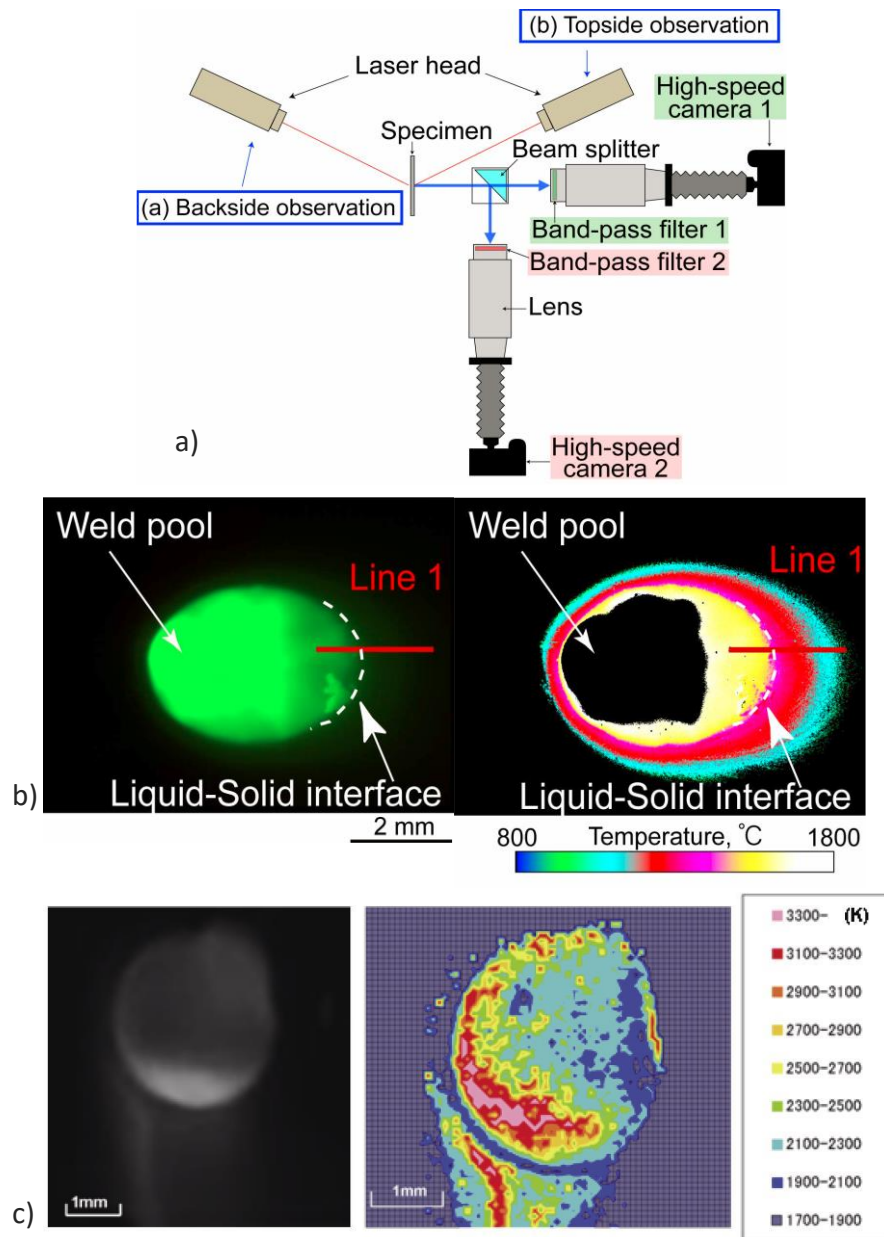 (b) Topside observation
Laser head
High-speed
camera 1
Specimen
Beam splitter
(a) Backside observation
Band-pass filter 1
Band-pass filter 2
Lens
a)
High-speed
camera 2
Weld pool
Line 1
Liquid-Solid interface
2 mm
b)
Weld pool
Line 1
Liquid-Solid interface
800 Temperature, °C 1800
1mm
c)
1mm
3300- (K)
3100-3300
2900-3100
2700-2900
2500-2700
2300-2500
2100-2300
1900-2100
1700-1900